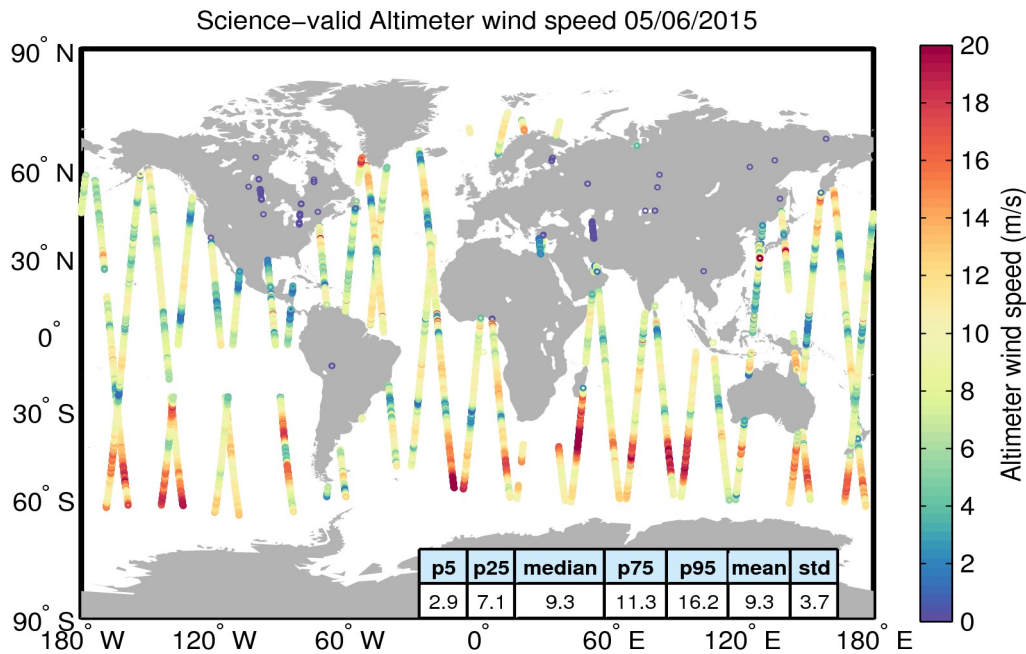 Science−valid Altimeter wind speed 05/06/2015
90° N
60° N
30° N
0°
30° S
60° S
90° S
180° W
120° W
60° W
0°
60° E
120° E
180° E
p5 p25 median p75 p95 mean std
2.9 7.1 9.3 11.3 16.2 9.3 3.7
20
18
16
14
12
10
8
6
4
2
0
Altimeter wind speed (m/s)